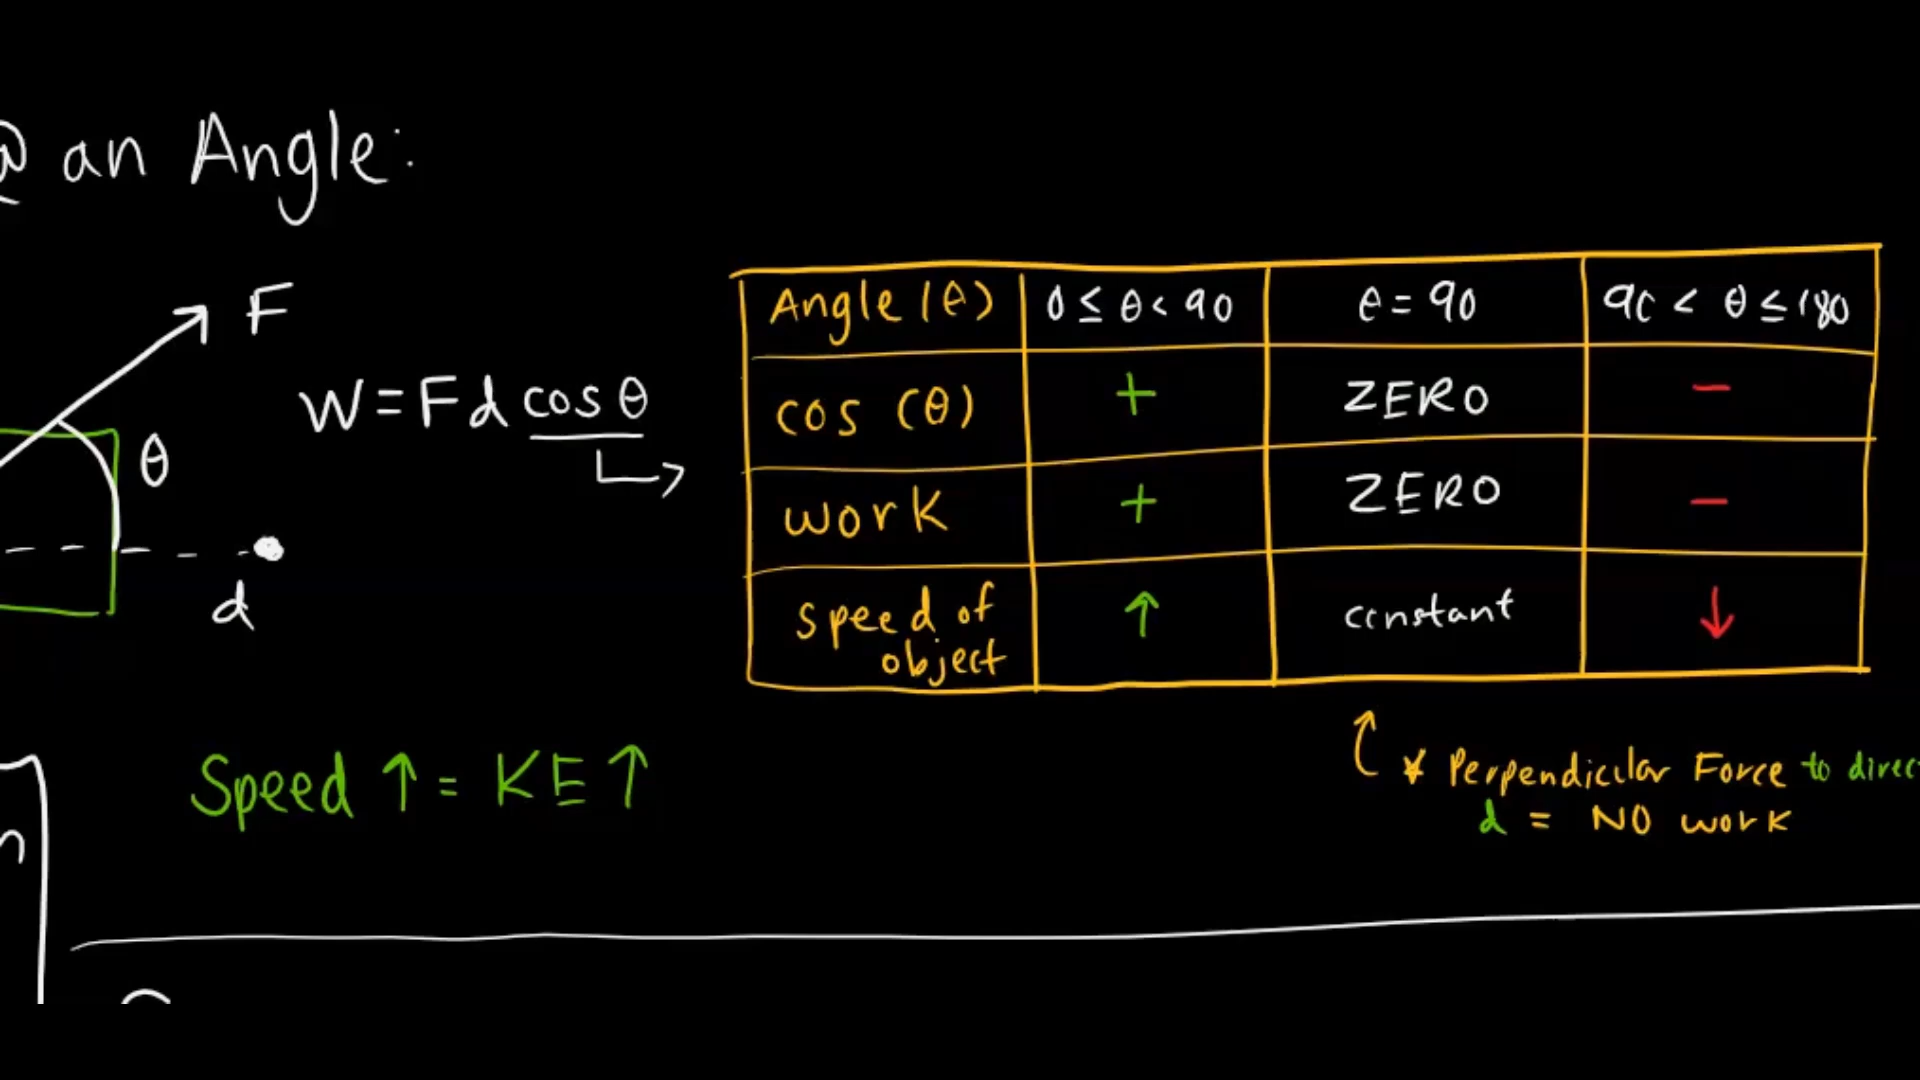 @ an Angle:
F
W = Fd cos θ
θ
d
Angle (θ) 0 ≤ θ < 90 θ = 90 90 < θ ≤ 180
cos (θ) + ZERO −
work + ZERO −
speed of object ↑ constant ↓
Speed ↑ = KE ↑
* Perpendicular Force to direc
d = NO work